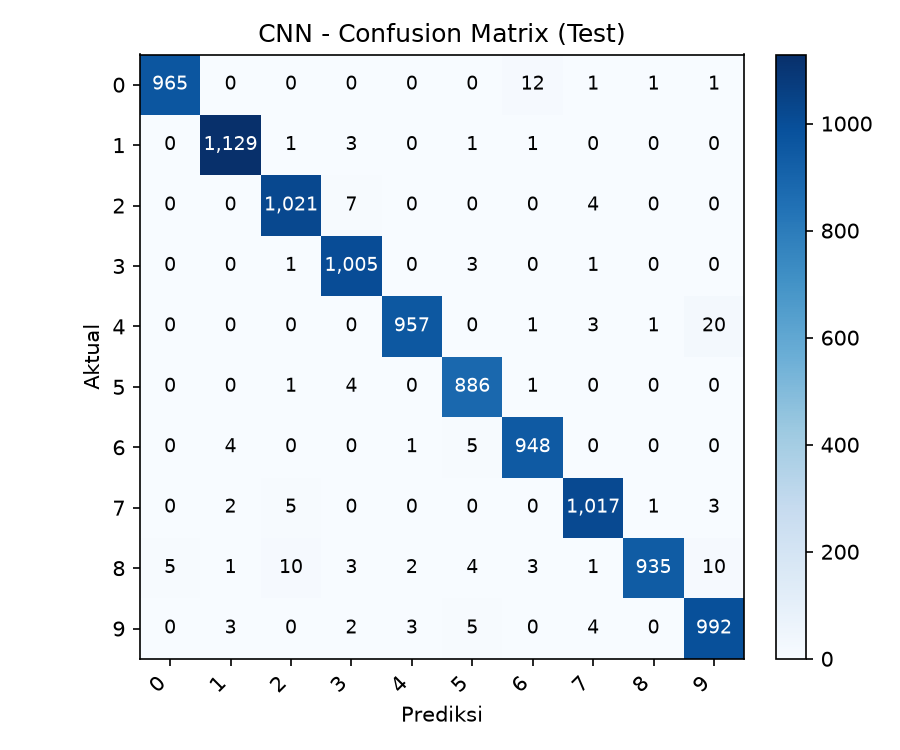 CNN - Confusion Matrix (Test)
0 965 0 0 0 0 0 12 1 1 1
1 0 1,129 1 3 0 1 1 0 0 0
2 0 0 1,021 7 0 0 0 4 0 0
3 0 0 1 1,005 0 3 0 1 0 0
4 0 0 0 0 957 0 1 3 1 20
5 0 0 1 4 0 886 1 0 0 0
6 0 4 0 0 1 5 948 0 0 0
7 0 2 5 0 0 0 0 1,017 1 3
8 5 1 10 3 2 4 3 1 935 10
9 0 3 0 2 3 5 0 4 0 992
0 1 2 3 4 5 6 7 8 9
Prediksi
Aktual
1000
800
600
400
200
0